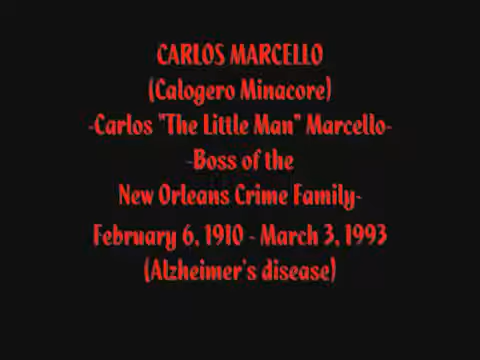 CARLOS MARCELLO
(Calogero Minacore)
-Carlos "The Little Man" Marcello-
-Boss of the
New Orleans Crime Family-
February 6, 1910 - March 3, 1993
(Alzheimer's disease)